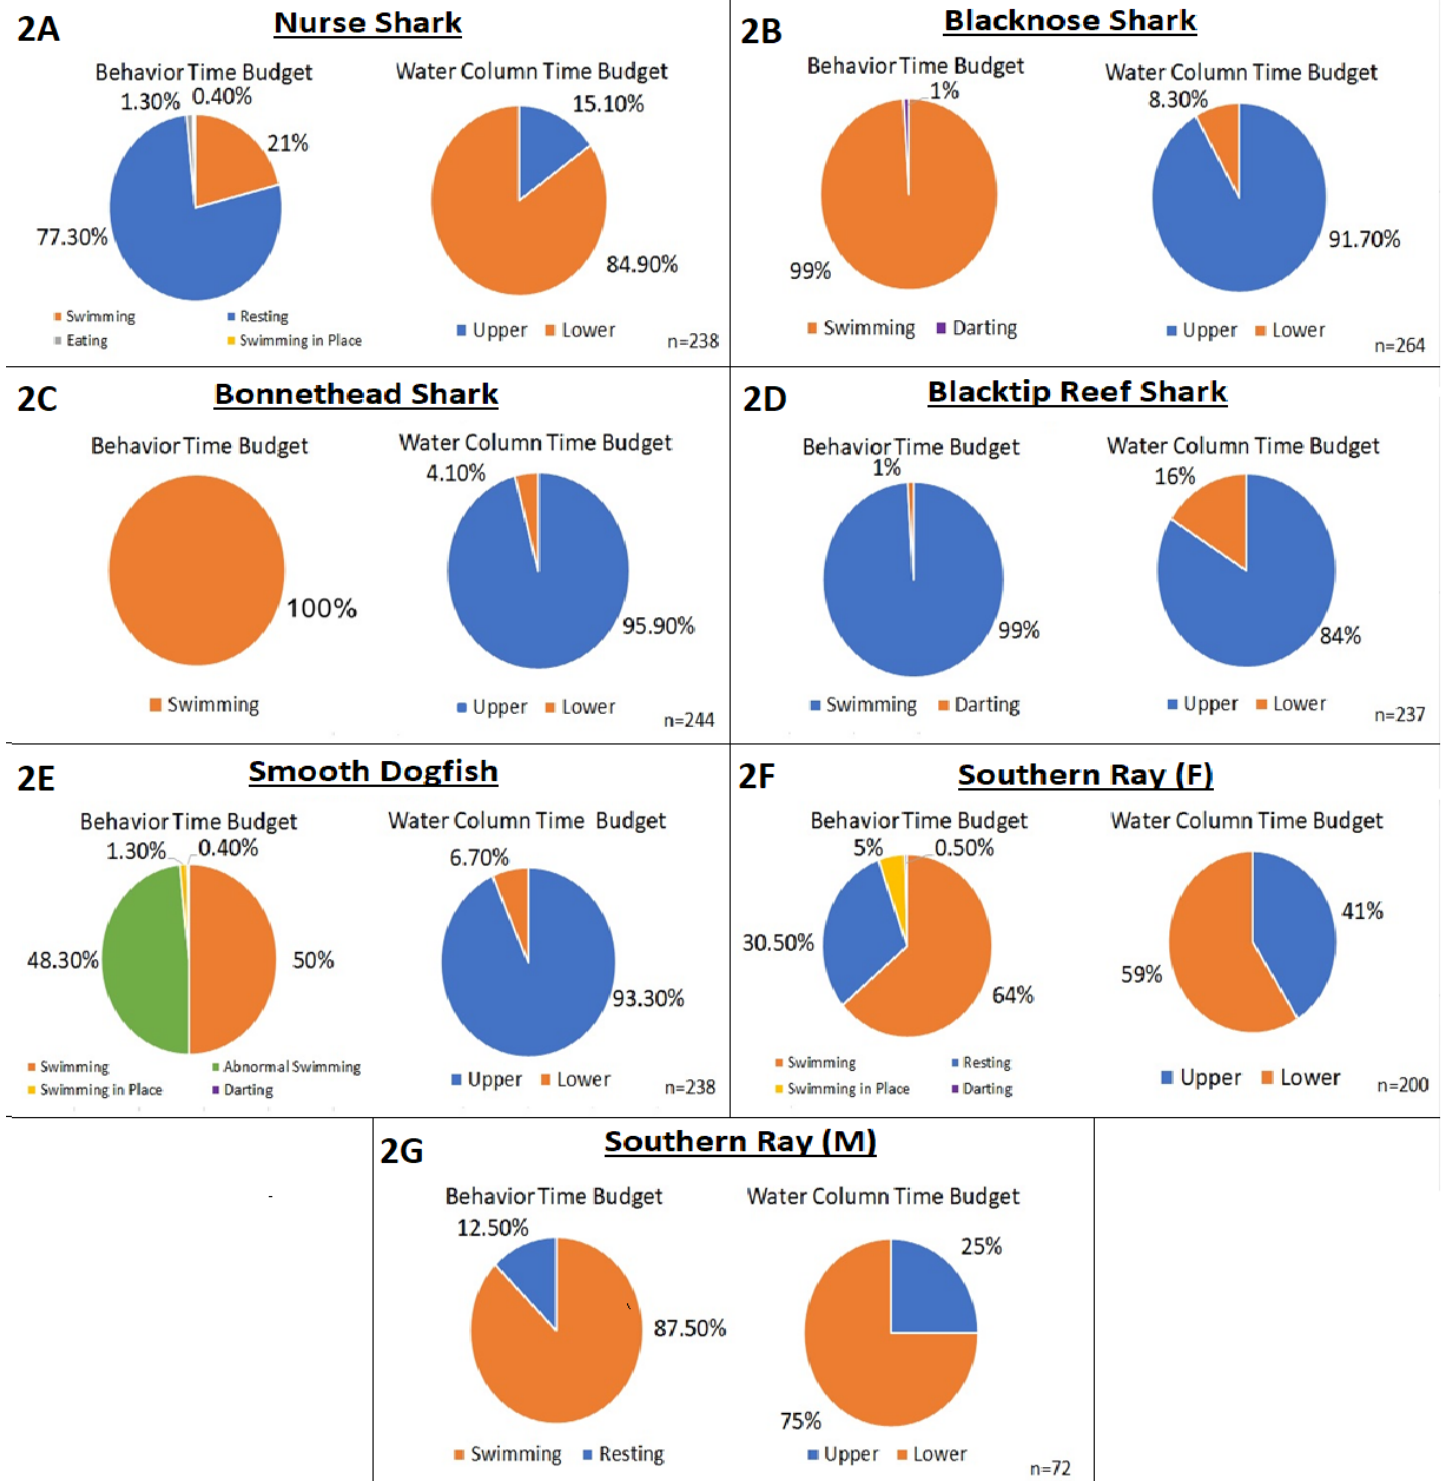 2A
Nurse Shark
Behavior Time Budget
1.30%
0.40%
21%
77.30%
Swimming
Resting
Eating
Swimming in Place
Water Column Time Budget
15.10%
84.90%
Upper
Lower
n=238
2B
Blacknose Shark
Behavior Time Budget
1%
99%
Swimming
Darting
Water Column Time Budget
8.30%
91.70%
Upper
Lower
n=264
2C
Bonnethead Shark
Behavior Time Budget
100%
Swimming
Water Column Time Budget
4.10%
95.90%
Upper
Lower
n=244
2D
Blacktip Reef Shark
Behavior Time Budget
1%
99%
Swimming
Darting
Water Column Time Budget
16%
84%
Upper
Lower
n=237
2E
Smooth Dogfish
Behavior Time Budget
1.30%
0.40%
48.30%
50%
Swimming
Abnormal Swimming
Swimming in Place
Darting
Water Column Time Budget
6.70%
93.30%
Upper
Lower
n=238
2F
Southern Ray (F)
Behavior Time Budget
5%
0.50%
30.50%
64%
Swimming
Resting
Swimming in Place
Darting
Water Column Time Budget
41%
59%
Upper
Lower
n=200
2G
Southern Ray (M)
Behavior Time Budget
12.50%
87.50%
Swimming
Resting
Water Column Time Budget
25%
75%
Upper
Lower
n=72